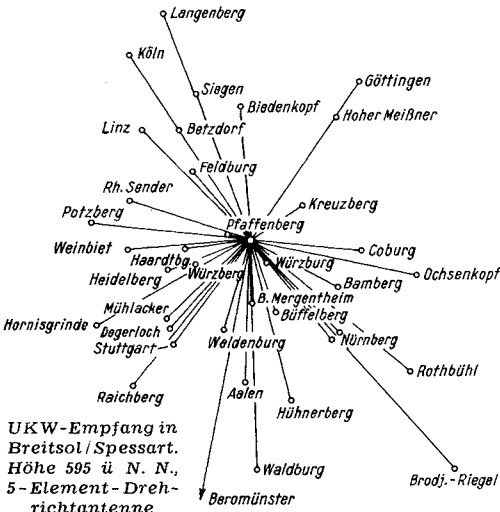 Langenberg
Köln
Siegen
Göttingen
Biedenkopf
Hoher Meißner
Linz
Betzdorf
Feldburg
Rh. Sender
Kreuzberg
Potzberg
Pfaffenberg
Weinbiet
Haardtbg.
Würzburg
Coburg
Heidelberg
Würzberg
Ochsenkopf
Bamberg
Mühlacker
B. Mergentheim
Büffelberg
Hornisgrinde
Degerloch
Waldenburg
Nürnberg
Stuttgart
Rothbühl
Raichberg
Aalen
Hühnerberg
UKW-Empfang in
Breitsol/Spessart.
Höhe 595 ü N. N.,
5-Element-Dreh-
richtantenne
Waldburg
Brodj.-Riegel
Beromünster